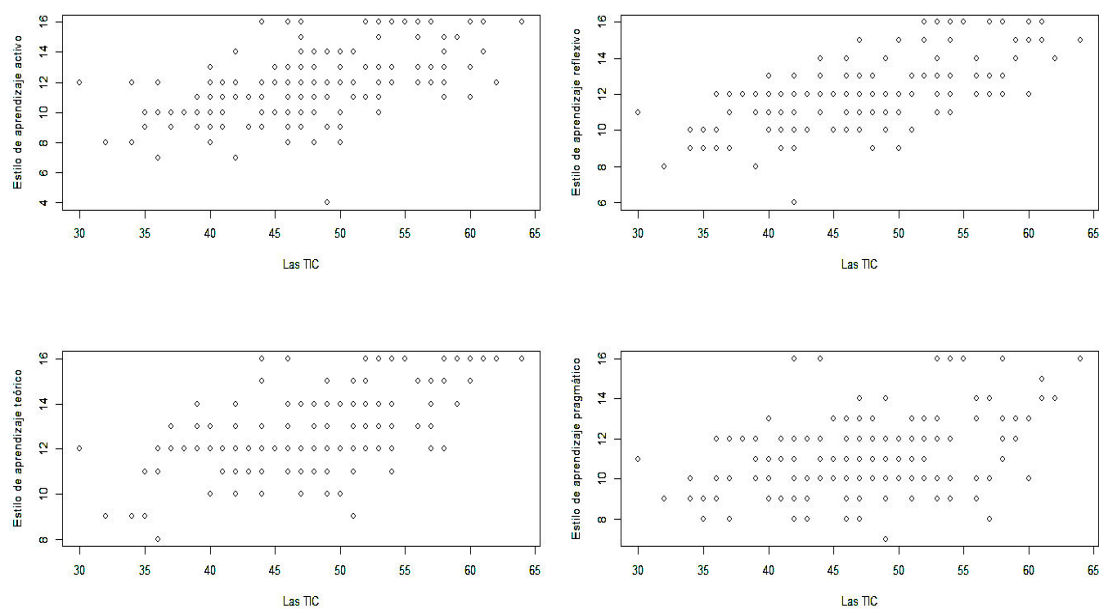 Estilo de aprendizaje activo
16
14
12
10
8
6
4
30 35 40 45 50 55 60 65
Las TIC
Estilo de aprendizaje reflexivo
16
14
12
10
8
6
30 35 40 45 50 55 60 65
Las TIC
Estilo de aprendizaje teórico
16
14
12
10
8
30 35 40 45 50 55 60 65
Las TIC
Estilo de aprendizaje pragmático
16
14
12
10
8
30 35 40 45 50 55 60 65
Las TIC